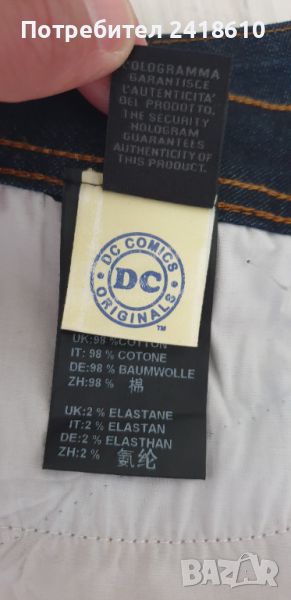 Потребител 2418610
OLOGRAMMA
GARANTISCE
L'AUTENTICITA'
DEL PRODOTTO.
THE SECURITY
HOLOGRAM
GUARANTEES
AUTHENTICITY OF
THIS PRODUCT
DC COMICS
DC
ORIGINALS
TM
UK:98 %COTTON
IT: 98 % COTONE
DE:98 % BAUMWOLLE
ZH:98 % 棉
UK:2 % ELASTANE
IT:2 % ELASTAN
DE:2 % ELASTHAN
ZH:2 % 氨纶
BAZAR